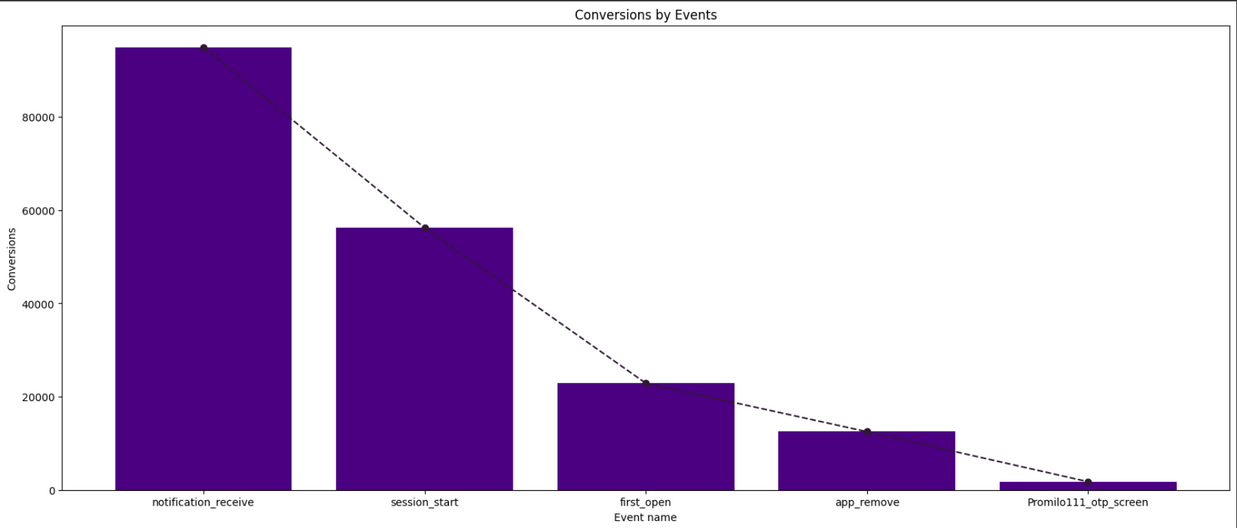 Conversions by Events
Conversions
80000
60000
40000
20000
0
notification_receive session_start first_open app_remove Promilo111_otp_screen
Event name